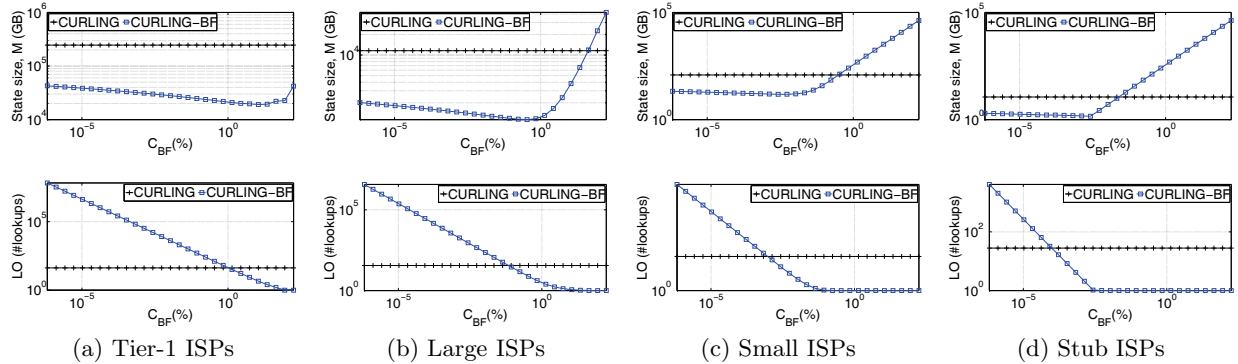 10^6
CURLING CURLING−BF
State size, M (GB)
10^5
10^4
10^−5
10^0
C_BF(%)
CURLING CURLING−BF
State size, M (GB)
10^4
10^−5
10^0
C_BF(%)
10^5
CURLING CURLING−BF
State size, M (GB)
10^0
10^−5
10^0
C_BF(%)
10^5
CURLING CURLING−BF
State size, M (GB)
10^0
10^−5
10^0
C_BF(%)
CURLING CURLING−BF
LO (#lookups)
10^5
10^0
10^−5
10^0
C_BF(%)
CURLING CURLING−BF
LO (#lookups)
10^5
10^0
10^−5
10^0
C_BF(%)
CURLING CURLING−BF
LO (#lookups)
10^5
10^0
10^−5
10^0
C_BF(%)
CURLING CURLING−BF
LO (#lookups)
10^2
10^0
10^−5
10^0
C_BF(%)
(a) Tier-1 ISPs
(b) Large ISPs
(c) Small ISPs
(d) Stub ISPs